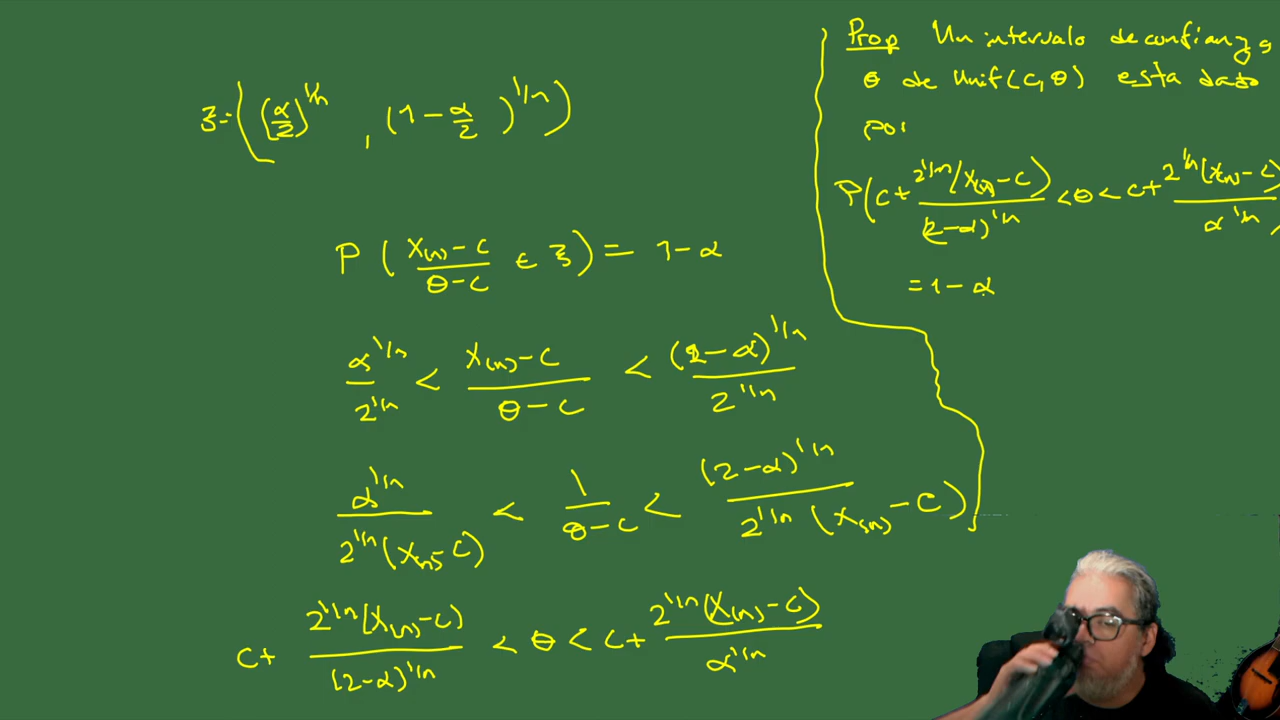 ξ = ( (α/2)^{1/n} , (1 - α/2)^{1/n} )
P ( (X_{(n)} - c)/(θ - c) ∈ ξ ) = 1 - α
α^{1/n}/2^{1/n} < (X_{(n)} - c)/(θ - c) < (2 - α)^{1/n}/2^{1/n}
α^{1/n}/(2^{1/n}(X_{(n)} - c)) < 1/(θ - c) < (2 - α)^{1/n}/(2^{1/n}(X_{(n)} - c))
c + 2^{1/n}(X_{(n)} - c)/(2 - α)^{1/n} < θ < c + 2^{1/n}(X_{(n)} - c)/α^{1/n}
Prop Un intervalo de confianza
θ de Unif(c, θ) esta dado
por
P( c + 2^{1/n}(X_{(n)} - c)/(2 - α)^{1/n} < θ < c + 2^{1/n}(X_{(n)} - c)/α^{1/n} )
= 1 - α